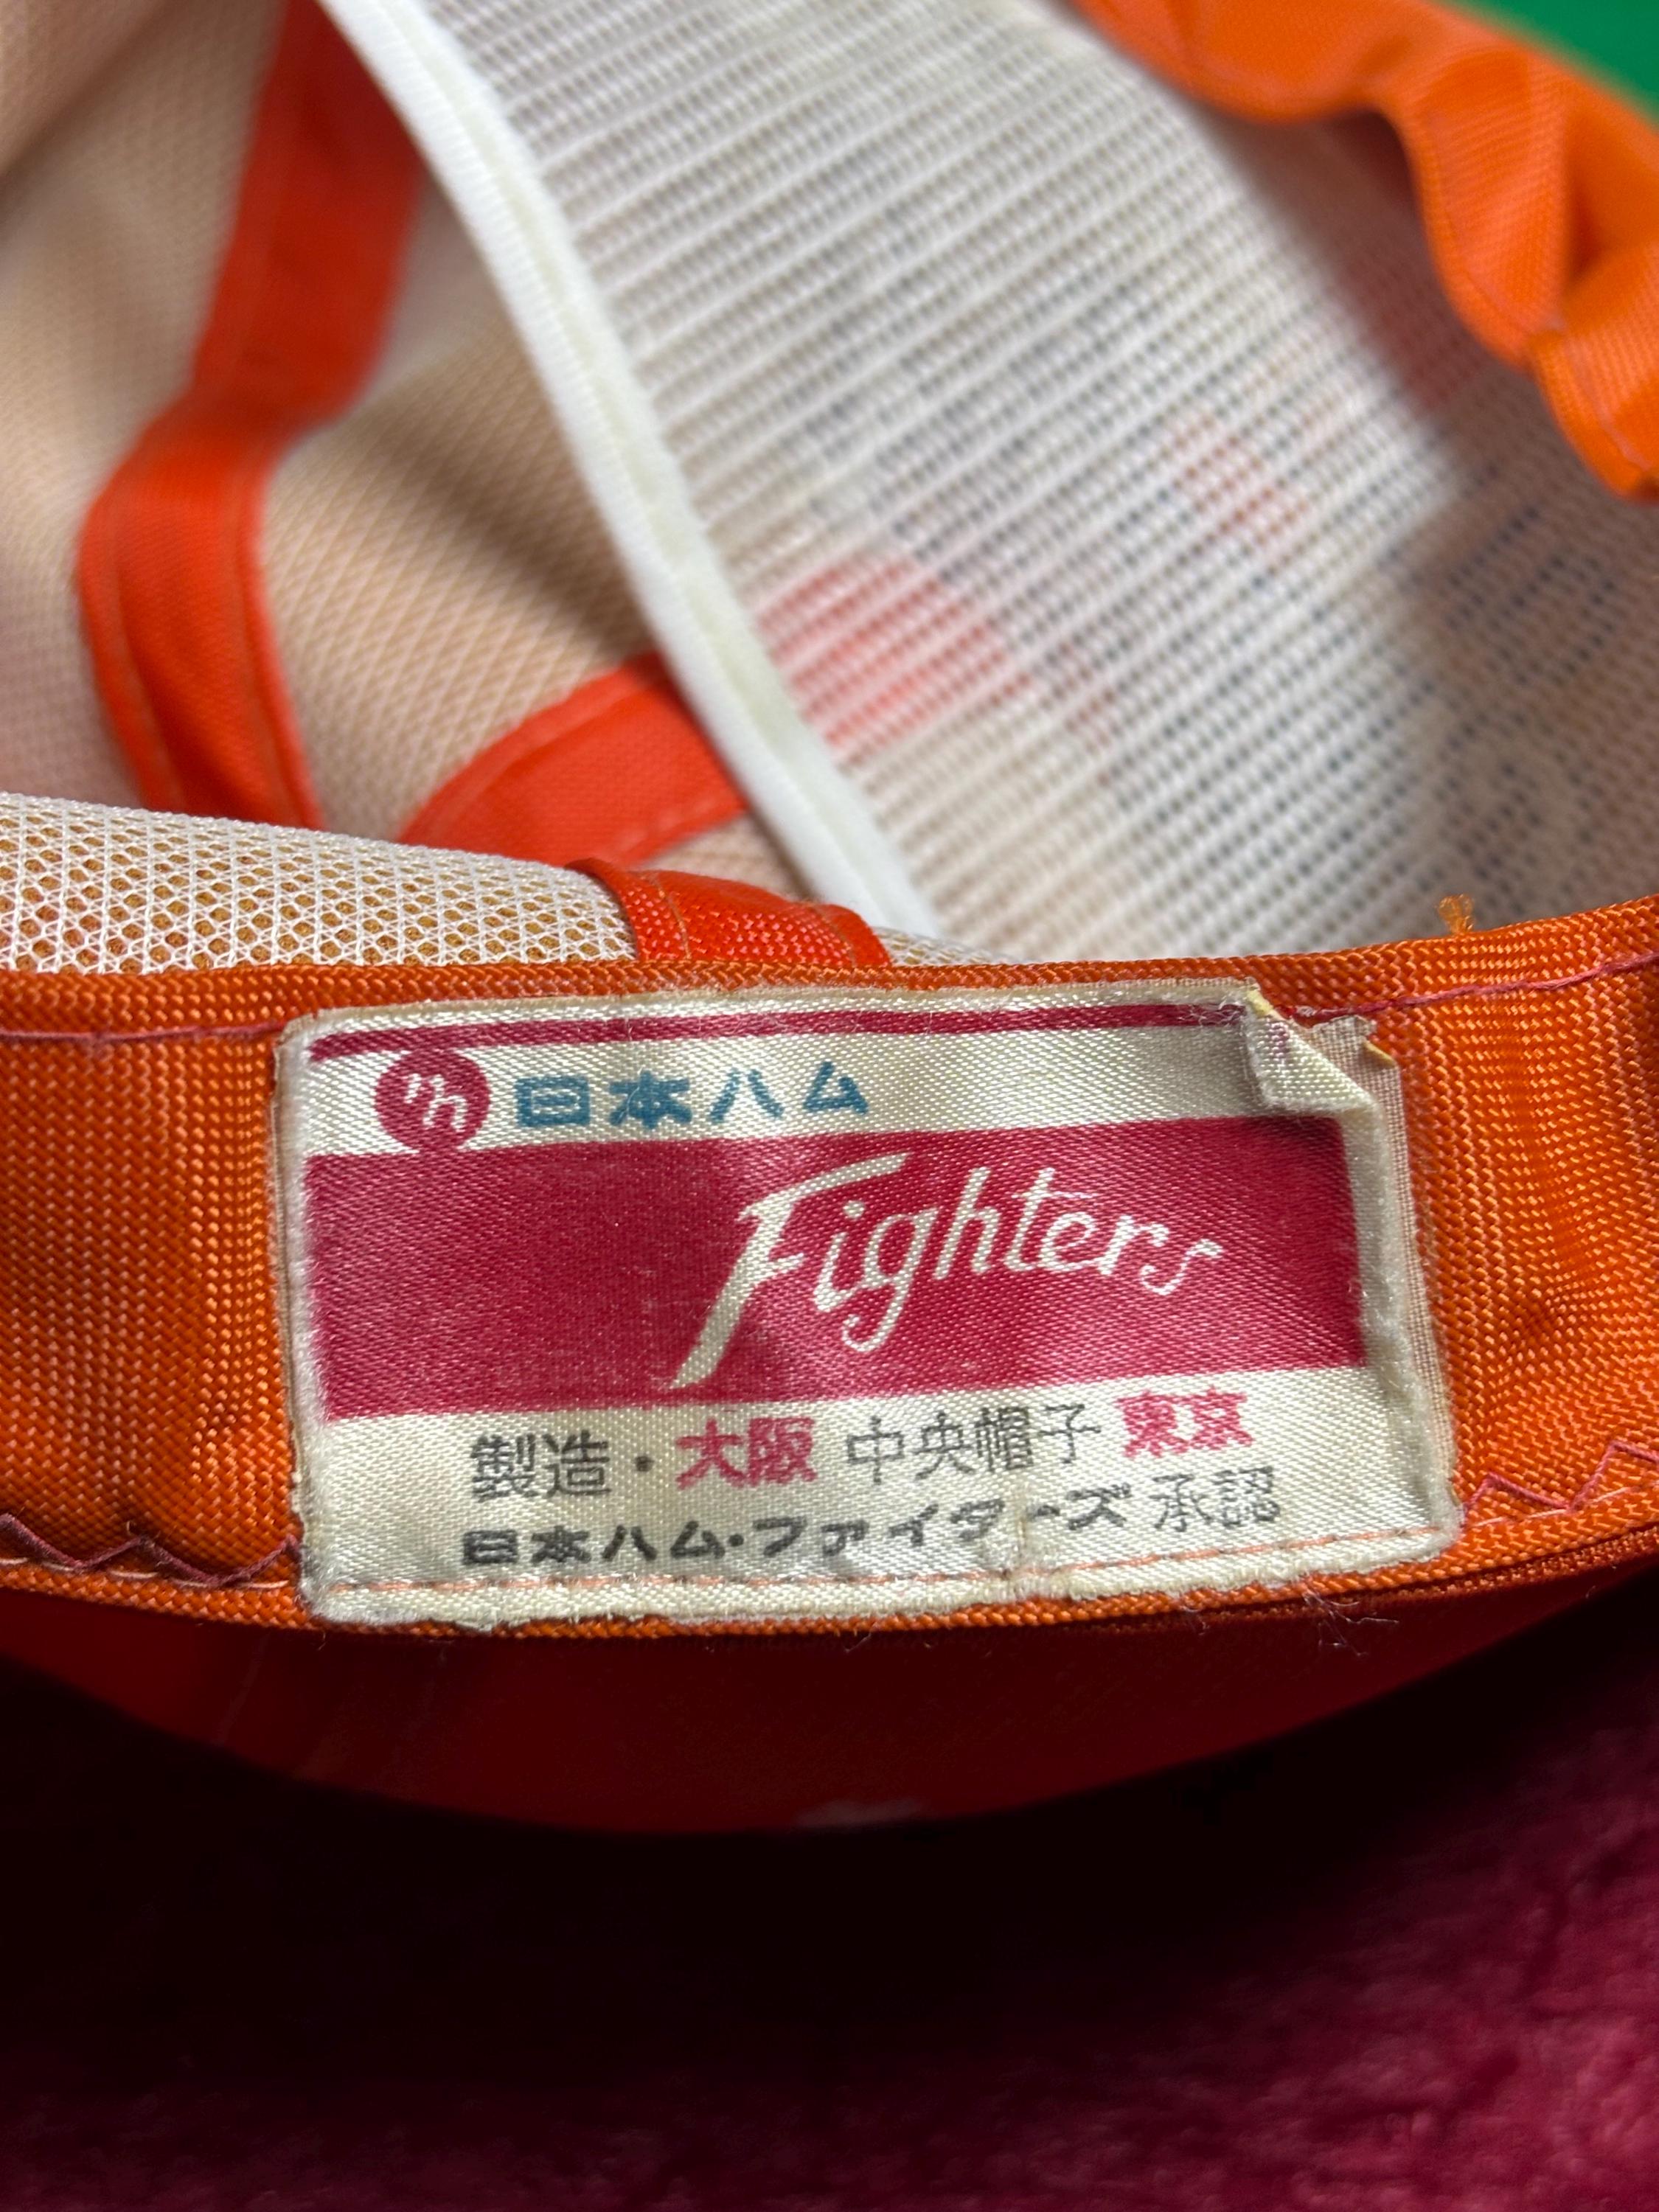 nh 日本ハム
Fighters
製造・大阪 中央帽子 東京
日本ハム・ファイターズ 承認